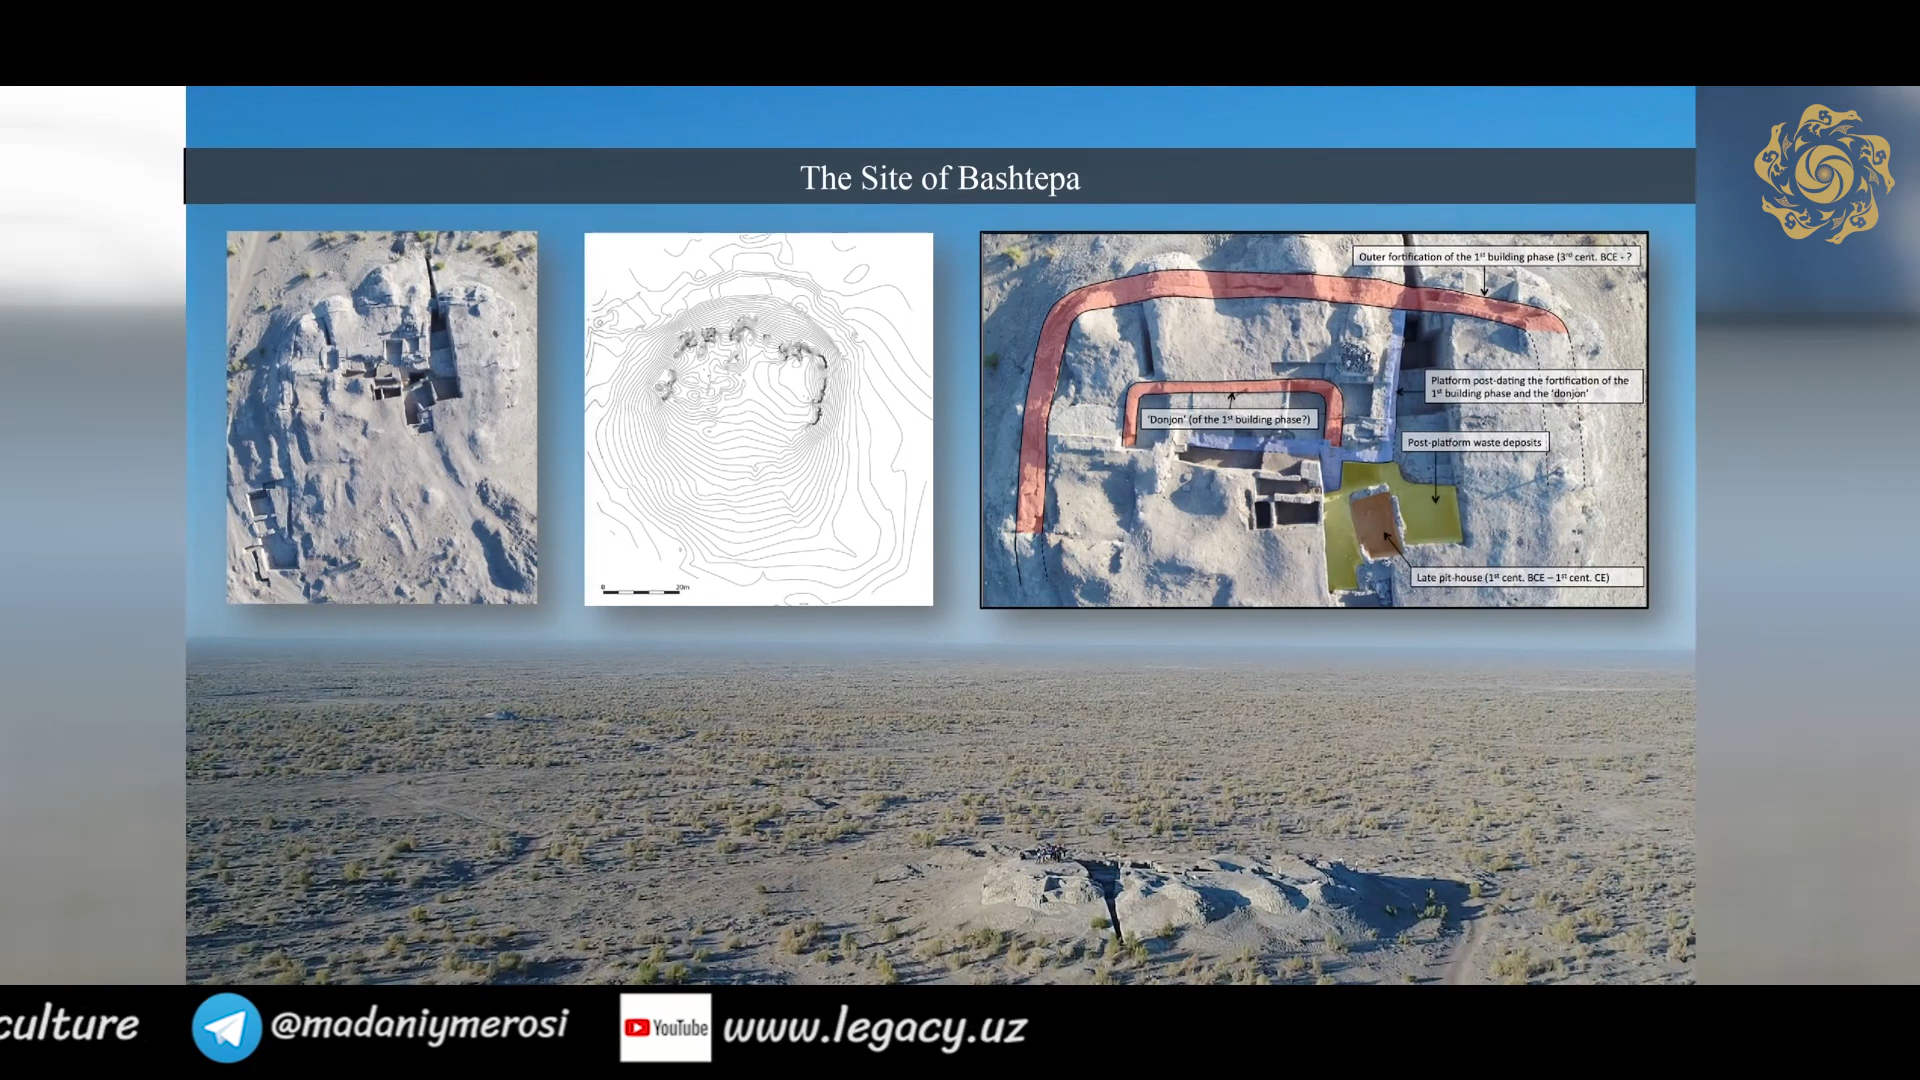 The Site of Bashtepa
Outer fortification of the 1st building phase (3rd cent. BCE - ?
Platform post-dating the fortification of the
1st building phase and the 'donjon'
'Donjon' (of the 1st building phase?)
Post-platform waste deposits
Late pit-house (1st cent. BCE – 1st cent. CE)
0 20m
culture @madaniymerosi YouTube www.legacy.uz